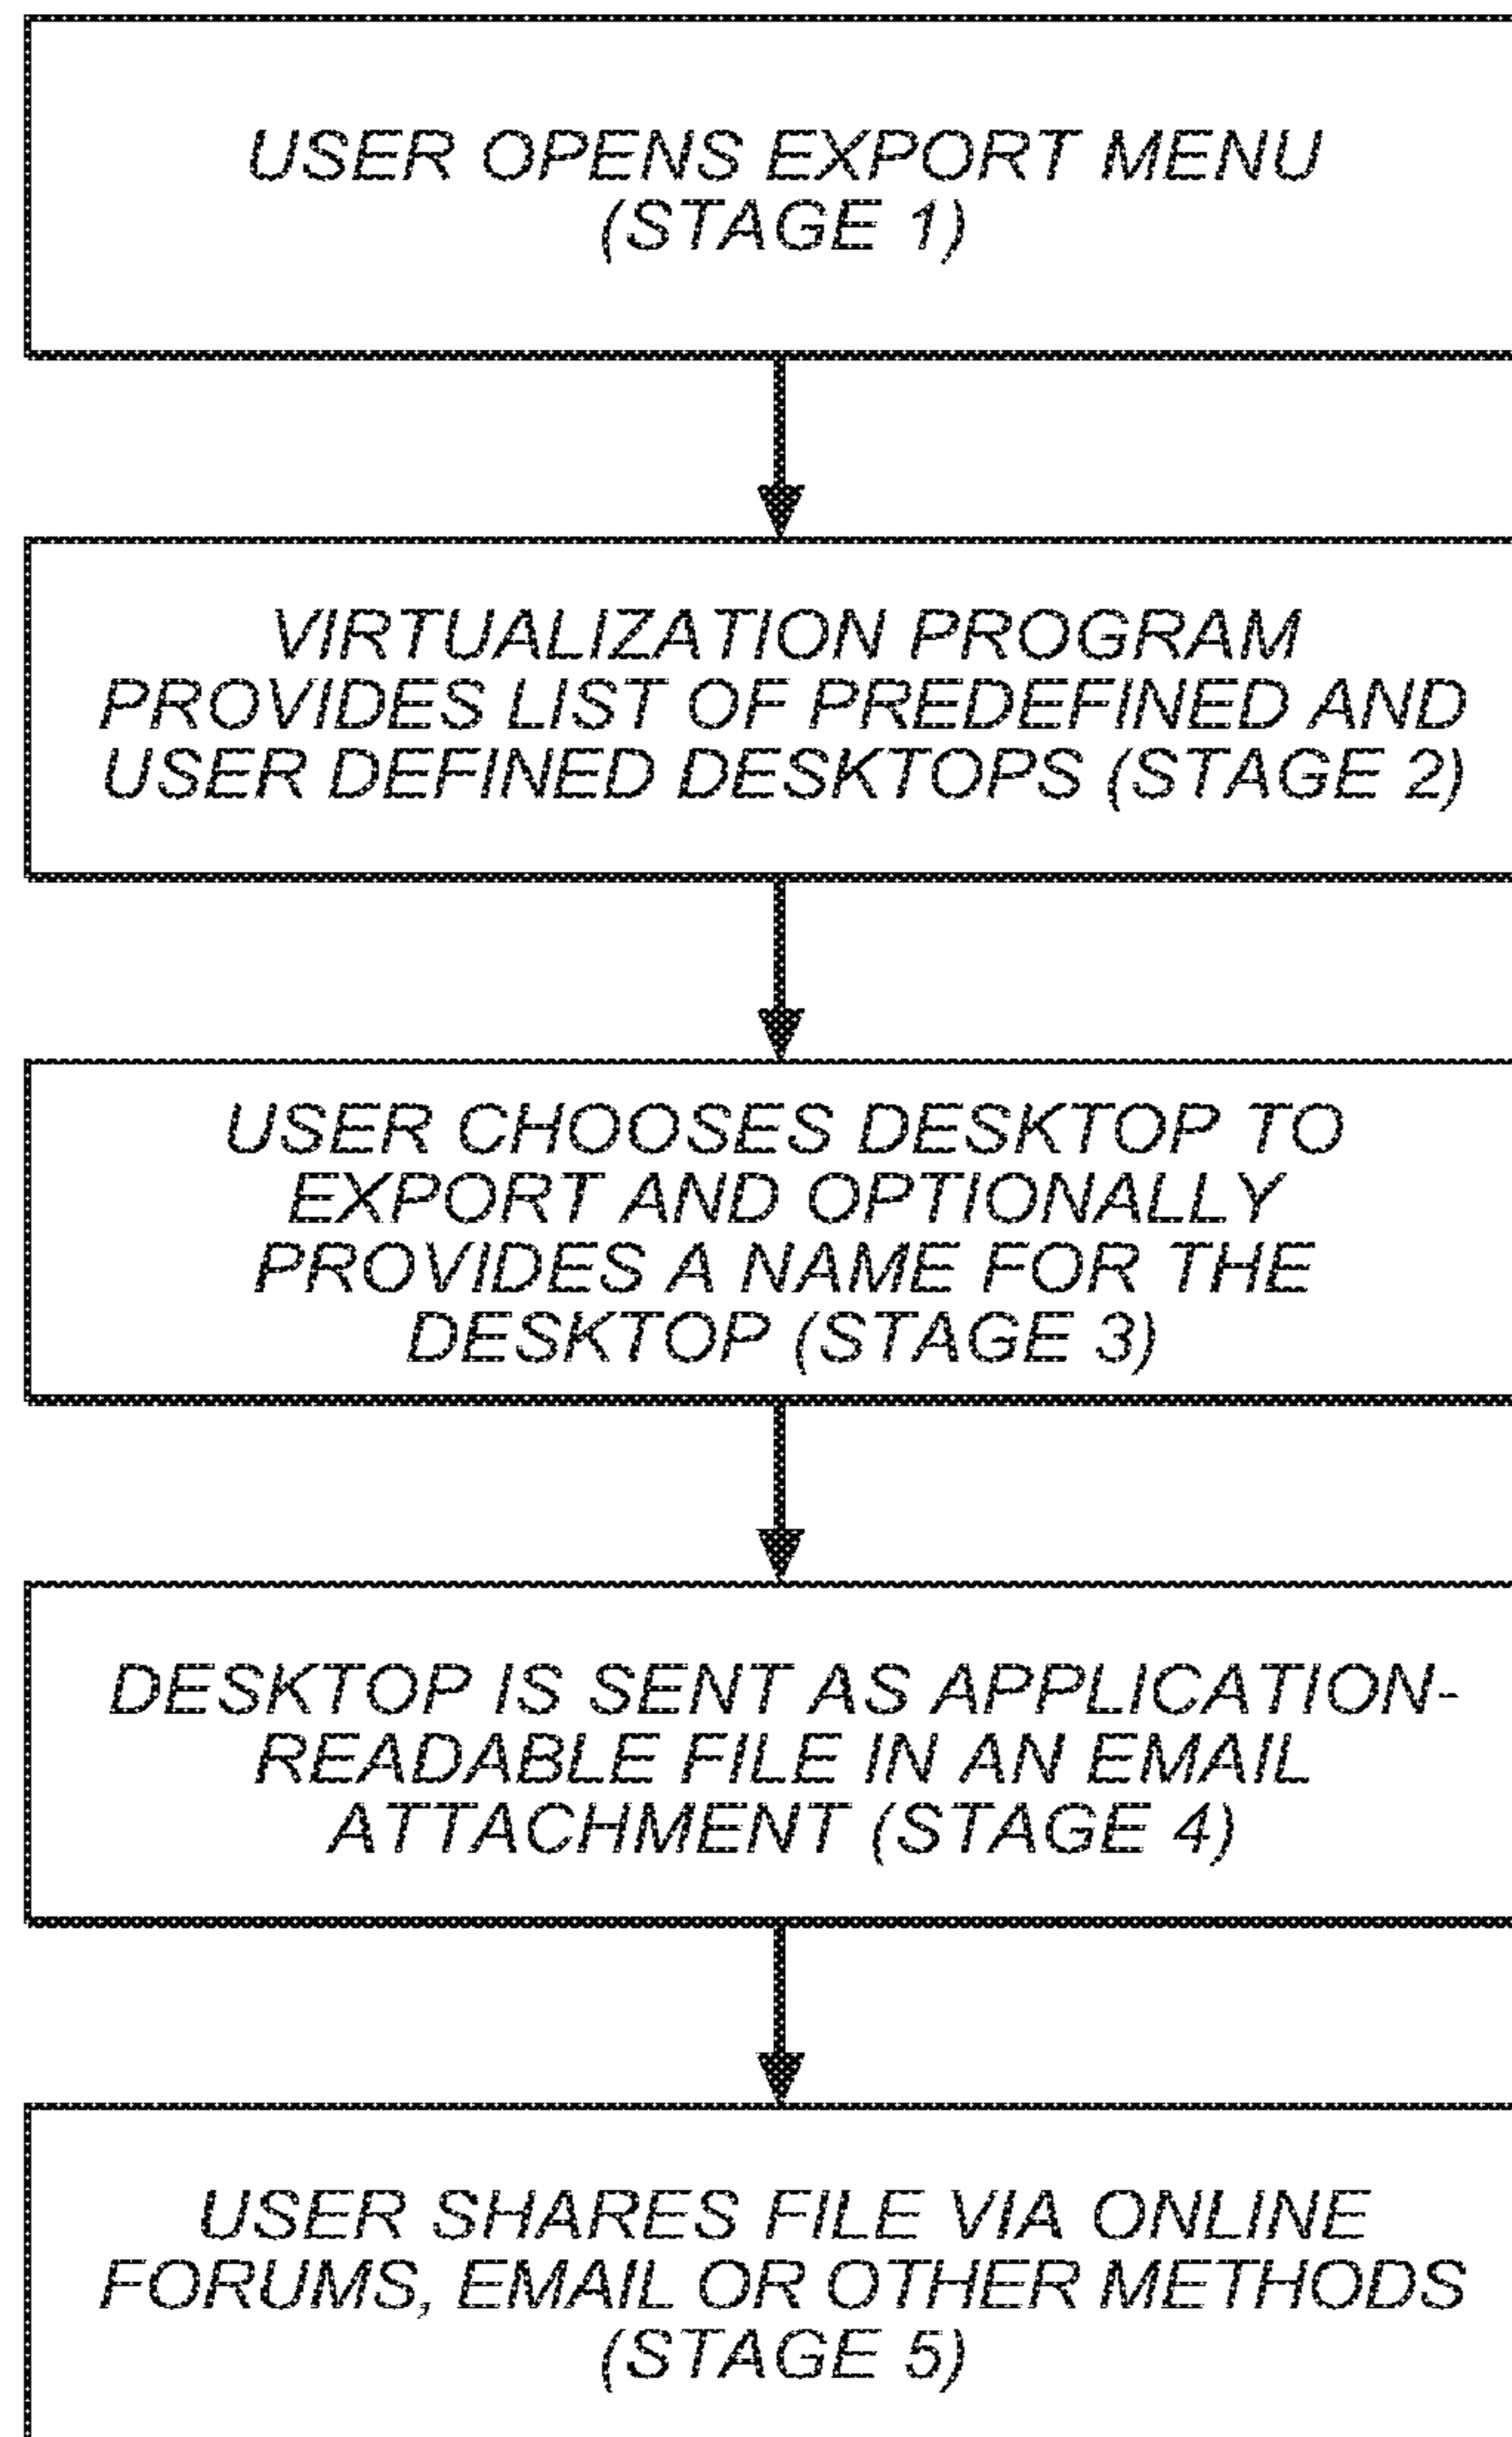 USER OPENS EXPORT MENU
(STAGE 1)
VIRTUALIZATION PROGRAM
PROVIDES LIST OF PREDEFINED AND
USER DEFINED DESKTOPS (STAGE 2)
USER CHOOSES DESKTOP TO
EXPORT AND OPTIONALLY
PROVIDES A NAME FOR THE
DESKTOP (STAGE 3)
DESKTOP IS SENT AS APPLICATION-
READABLE FILE IN AN EMAIL
ATTACHMENT (STAGE 4)
USER SHARES FILE VIA ONLINE
FORUMS, EMAIL OR OTHER METHODS
(STAGE 5)